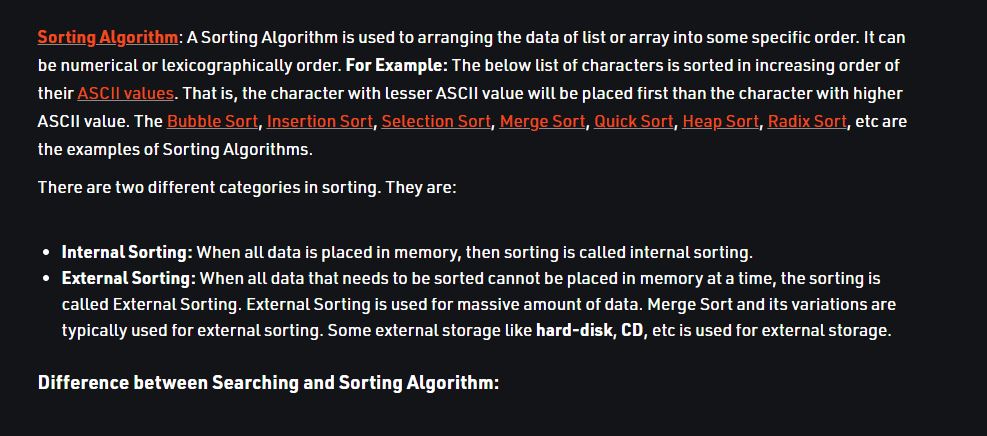 Sorting Algorithm: A Sorting Algorithm is used to arranging the data of list or array into some specific order. It can
be numerical or lexicographically order. For Example: The below list of characters is sorted in increasing order of
their ASCII values. That is, the character with lesser ASCII value will be placed first than the character with higher
ASCII value. The Bubble Sort, Insertion Sort, Selection Sort, Merge Sort, Quick Sort, Heap Sort, Radix Sort, etc are
the examples of Sorting Algorithms.
There are two different categories in sorting. They are:
• Internal Sorting: When all data is placed in memory, then sorting is called internal sorting.
• External Sorting: When all data that needs to be sorted cannot be placed in memory at a time, the sorting is
called External Sorting. External Sorting is used for massive amount of data. Merge Sort and its variations are
typically used for external sorting. Some external storage like hard-disk, CD, etc is used for external storage.
Difference between Searching and Sorting Algorithm: